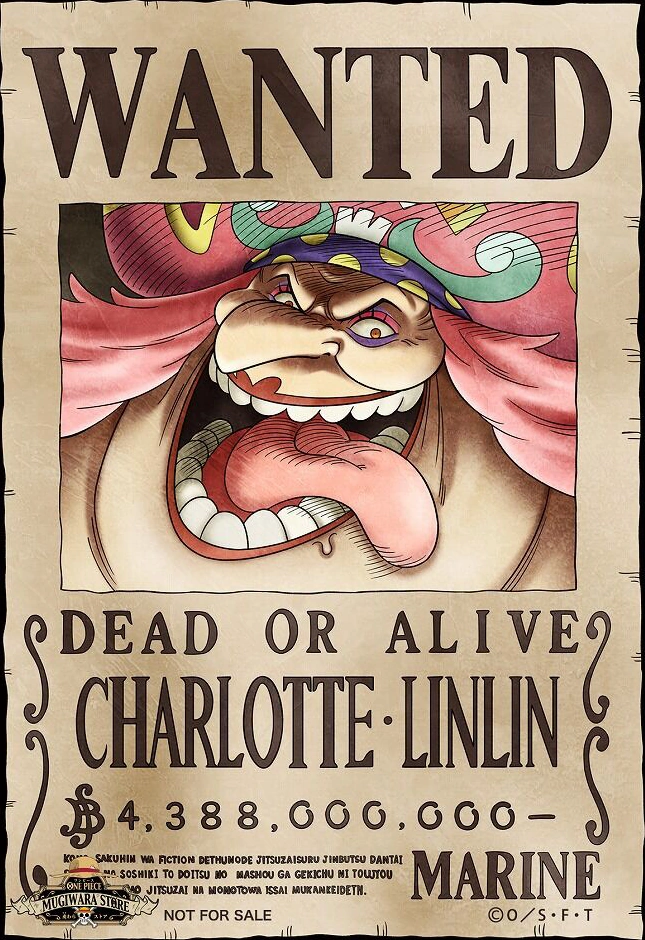 WANTED
DEAD OR ALIVE
CHARLOTTE·LINLIN
฿4,388,000,000-
SAKUHIN WA FICTION DETHUNODE JITSUZAISURU JINBUTSU DANTAI
SOSHIKI TO DOITSU NO MASHOU GA GEKICHU NI TOUJOU
JITSUZAI NA MONOTOWA ISSAI MUKANKEIDETH.
MARINE
ONE PIECE
MUGIWARA STORE
NOT FOR SALE
©O/S·F·T